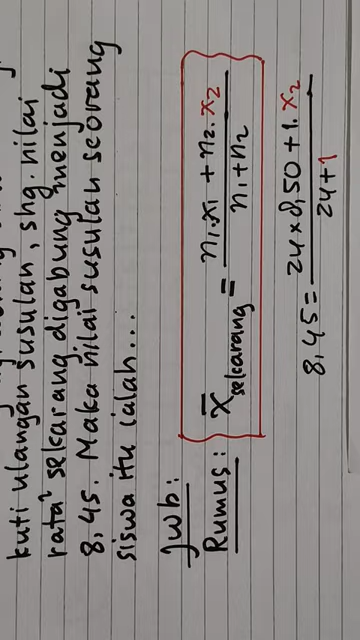 kuti ulangan susulan, shg. nilai
rata² sekarang digabung menjadi
8,45. Maka nilai susulan seorang
siswa itu ialah...
Jwb:
Rumus: x̄ sekarang = (n1.x1 + n2.x2) / (n1+n2)
8,45 = (24 x 8,50 + 1.x2) / (24+1)